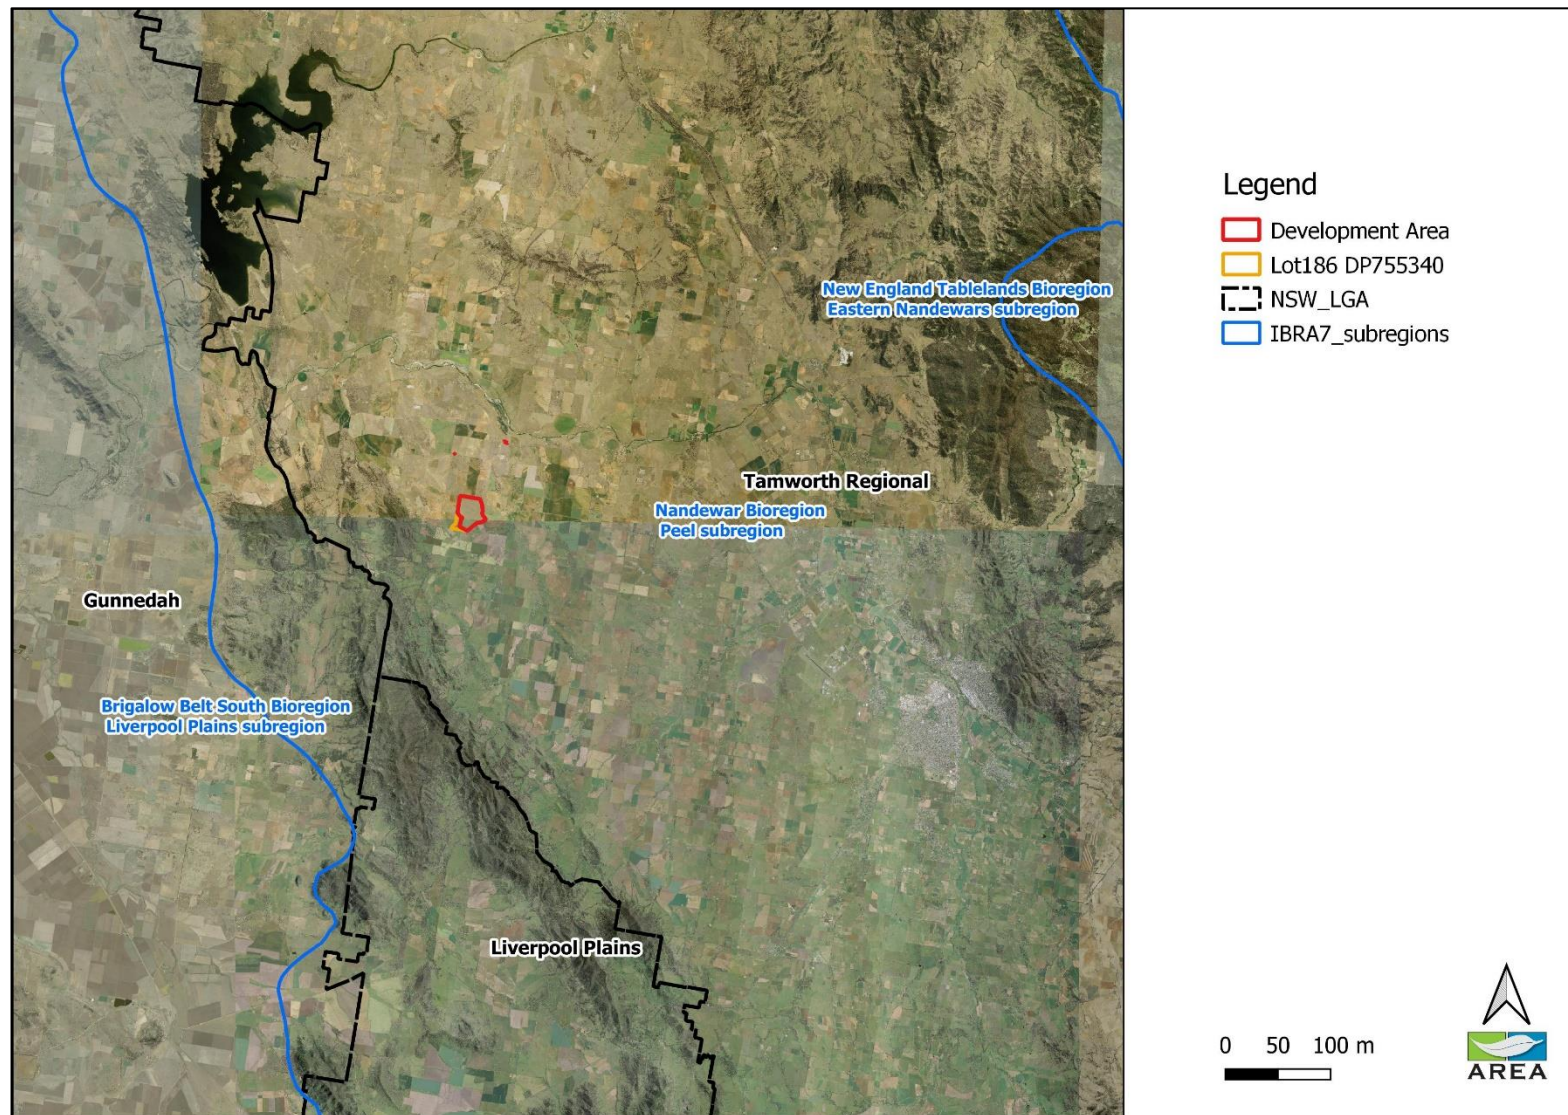 New England Tablelands Bioregion
Eastern Nandewars subregion
Tamworth Regional
Nandewar Bioregion
Peel subregion
Gunnedah
Brigalow Belt South Bioregion
Liverpool Plains subregion
Liverpool Plains
Legend
Development Area
Lot186 DP755340
NSW_LGA
IBRA7_subregions
0 50 100 m
AREA